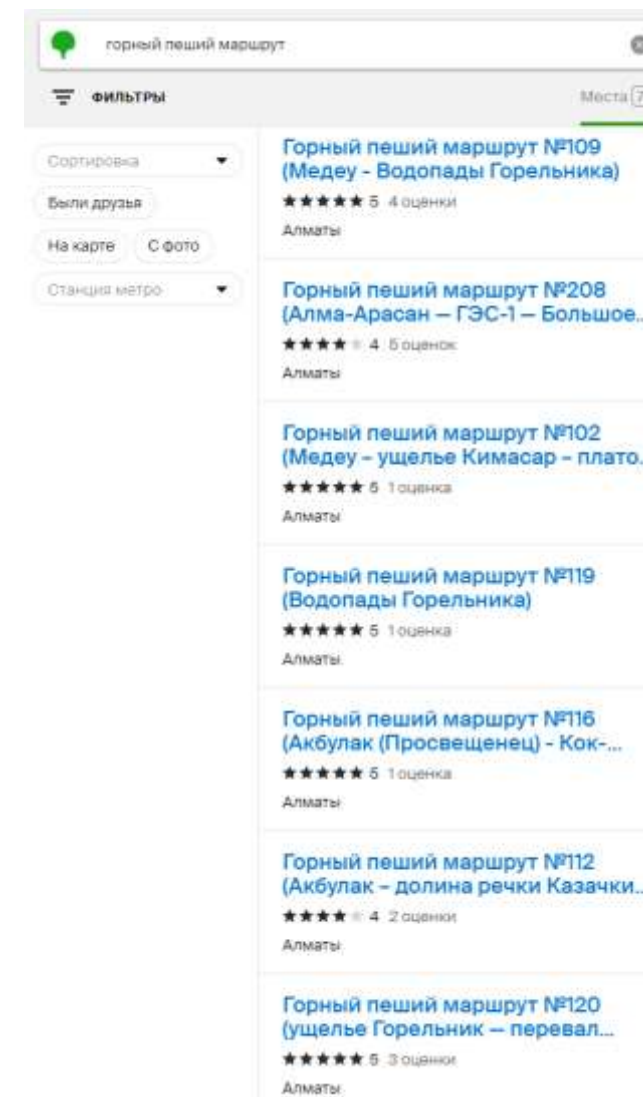 горный пеший маршрут
ФИЛЬТРЫ
Места 7
Сортировка
Были друзья
На карте
С фото
Станция метро
Горный пеший маршрут №109
(Медеу - Водопады Горельника)
5 4 оценки
Алматы
Горный пеший маршрут №208
(Алма-Арасан — ГЭС-1 — Большое...
4 5 оценок
Алматы
Горный пеший маршрут №102
(Медеу – ущелье Кимасар – плато...
5 1 оценка
Алматы
Горный пеший маршрут №119
(Водопады Горельника)
5 1 оценка
Алматы
Горный пеший маршрут №116
(Акбулак (Просвещенец) - Кок-...
5 1 оценка
Алматы
Горный пеший маршрут №112
(Акбулак – долина речки Казачки...
4 2 оценки
Алматы
Горный пеший маршрут №120
(ущелье Горельник — перевал...
5 3 оценки
Алматы